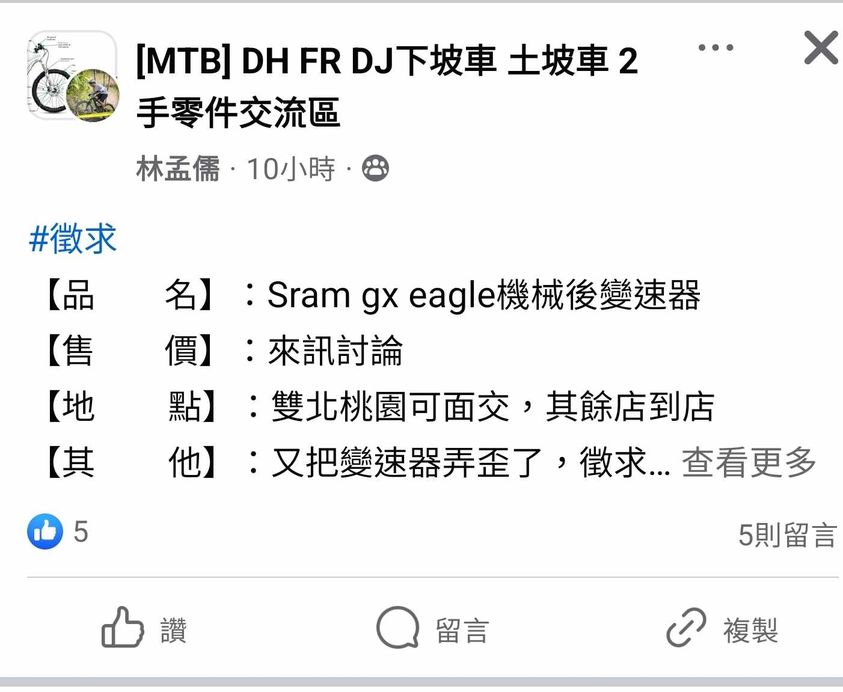 [MTB] DH FR DJ下坡車 土坡車 2
手零件交流區
林孟儒 · 10小時 ·
#徵求
【品　　名】：Sram gx eagle機械後變速器
【售　　價】：來訊討論
【地　　點】：雙北桃園可面交，其餘店到店
【其　　他】：又把變速器弄歪了，徵求... 查看更多
5
5則留言
讚
留言
複製